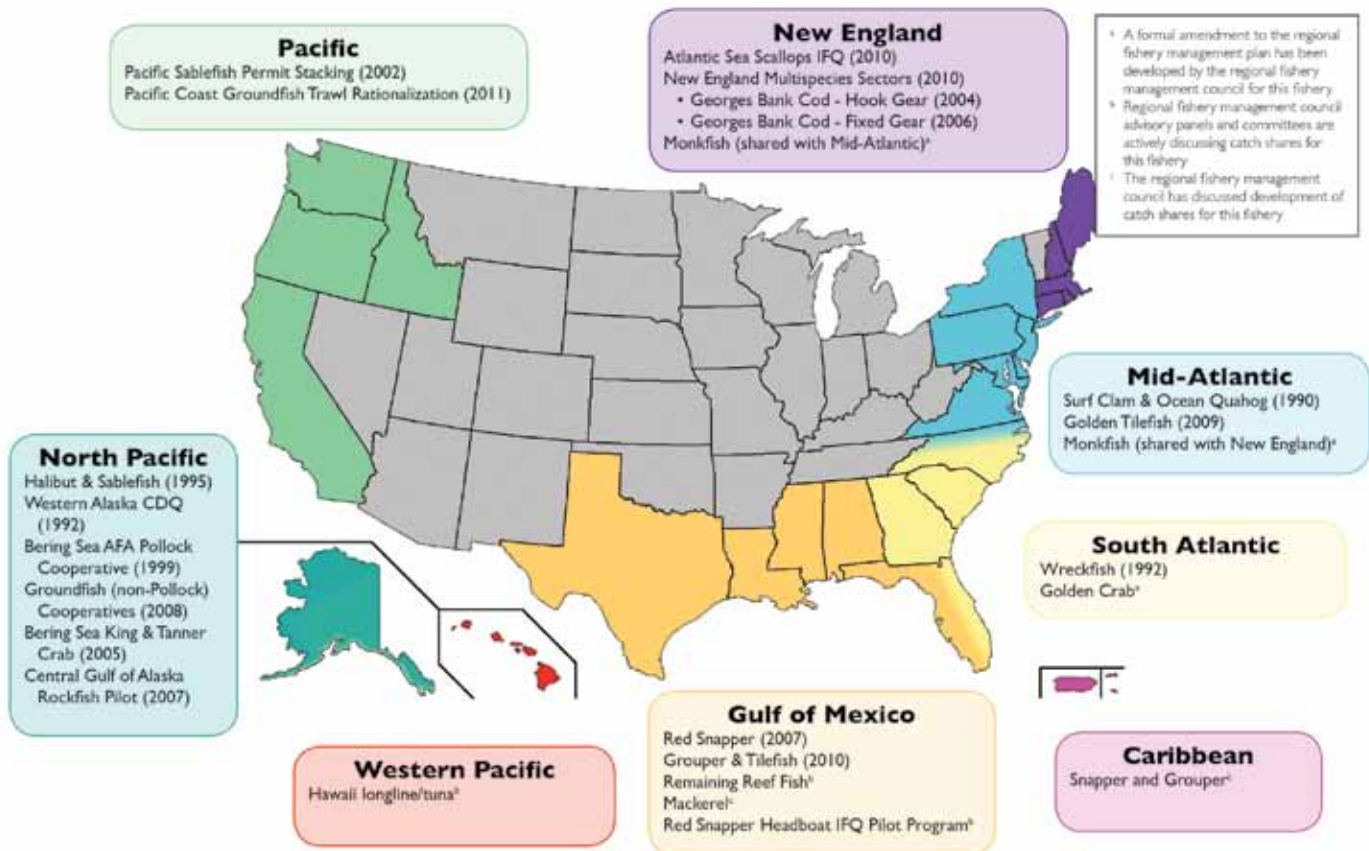 Pacific
Pacific Sablefish Permit Stacking (2002)
Pacific Coast Groundfish Trawl Rationalization (2011)
New England
Atlantic Sea Scallops IFQ (2010)
New England Multispecies Sectors (2010)
• Georges Bank Cod - Hook Gear (2004)
• Georges Bank Cod - Fixed Gear (2006)
Monkfish (shared with Mid-Atlantic)ᵃ
ᵃ A formal amendment to the regional
fishery management plan has been
developed by the regional fishery
management council for this fishery
ᵇ Regional fishery management council
advisory panels and committees are
actively discussing catch shares for
this fishery
ᶜ The regional fishery management
council has discussed development of
catch shares for this fishery
Mid-Atlantic
Surf Clam & Ocean Quahog (1990)
Golden Tilefish (2009)
Monkfish (shared with New England)ᵃ
North Pacific
Halibut & Sablefish (1995)
Western Alaska CDQ
(1992)
Bering Sea AFA Pollock
Cooperative (1999)
Groundfish (non-Pollock)
Cooperatives (2008)
Bering Sea King & Tanner
Crab (2005)
Central Gulf of Alaska
Rockfish Pilot (2007)
South Atlantic
Wreckfish (1992)
Golden Crabᵃ
Western Pacific
Hawaii longline/tunaᵇ
Gulf of Mexico
Red Snapper (2007)
Grouper & Tilefish (2010)
Remaining Reef Fishᵇ
Mackerelᶜ
Red Snapper Headboat IFQ Pilot Programᵇ
Caribbean
Snapper and Grouperᶜ